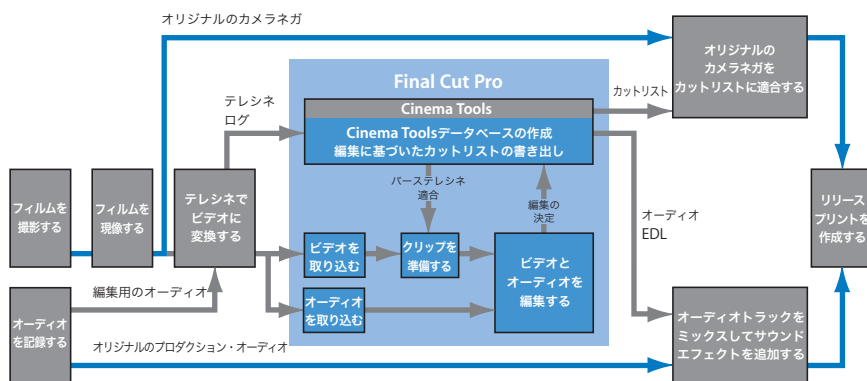 オリジナルのカメラネガ
オリジナルの
カメラネガを
カットリストに適合する
Final Cut Pro
カットリスト
テレシネ
ログ
Cinema Tools
Cinema Toolsデータベースの作成
編集に基づいたカットリストの書き出し
フィルムを
撮影する
フィルムを
現像する
テレシネで
ビデオに
変換する
バーステレシネ
適合
編集の
決定
オーディオ
EDL
リリース
プリントを
作成する
ビデオを
取り込む
クリップを
準備する
ビデオと
オーディオを
編集する
編集用のオーディオ
オーディオ
を取り込む
オーディオ
を記録する
オーディオトラックを
ミックスしてサウンド
エフェクトを追加する
オリジナルのプロダクション・オーディオ